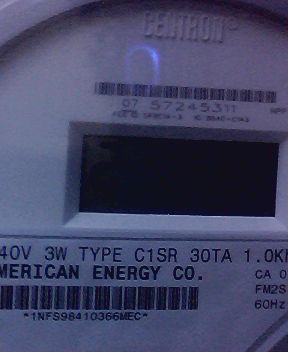 CENTRON®
07 57245311
40V 3W TYPE C1SR 30TA 1.0K
MERICAN ENERGY CO.
CA 0
FM2S
60Hz
*1NFS98410366MEC*